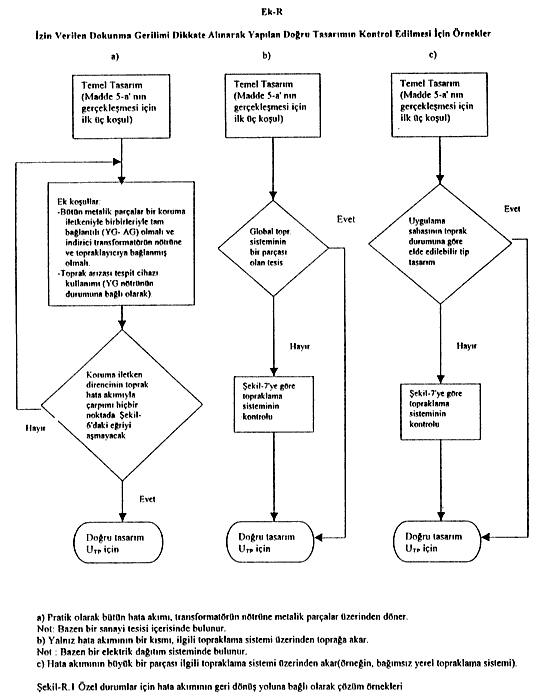 Ek-R
İzin Verilen Dokunma Gerilimi Dikkate Alınarak Yapılan Doğru Tasarımın Kontrol Edilmesi İçin Örnekler
a)
Temel Tasarım
(Madde 5-a' nın
gerçekleşmesi için
ilk üç koşul)
Ek koşullar:
-Bütün metalik parçalar bir koruma
iletkeniyle birbirleriyle tam
bağlantılı (YG- AG) olmalı ve
indirici transformatörün nötrüne
ve topraklayıcıya bağlanmış
olmalı.
-Toprak arızası tespit cihazı
kullanımı (YG nötrünün
durumuna bağlı olarak)
Koruma iletken
direncinin toprak
hata akımıyla
çarpımı hiçbir
noktada Şekil-
6'daki eğriyi
aşmayacak
Hayır
Evet
Doğru tasarım
UTP için
b)
Temel Tasarım
(Madde 5-a' nın
gerçekleşmesi için
ilk üç koşul)
Evet
Global topr.
sisteminin
bir parçası
olan tesis
Hayır
Şekil-7'ye göre
topraklama
sisteminin
kontrolu
Doğru tasarım
UTP için
c)
Temel Tasarım
(Madde 5-a' nın
gerçekleşmesi için
ilk üç koşul)
Evet
Uygulama
sahasının toprak
durumuna göre
elde edilebilir tip
tasarım
Hayır
Şekil-7'ye göre
topraklama
sisteminin
kontrolu
Doğru tasarım
UTP için
a) Pratik olarak bütün hata akımı, transformatörün nötrüne metalik parçalar üzerinden döner.
Not: Bazen bir sanayi tesisi içerisinde bulunur.
b) Yalnız hata akımının bir kısmı, ilgili topraklama sistemi üzerinden toprağa akar.
Not : Bazen bir elektrik dağıtım sisteminde bulunur.
c) Hata akımının büyük bir parçası ilgili topraklama sistemi üzerinden akar(örneğin, bağımsız yerel topraklama sistemi).
Şekil-R.1 Özel durumlar için hata akımının geri dönüş yoluna bağlı olarak çözüm örnekleri